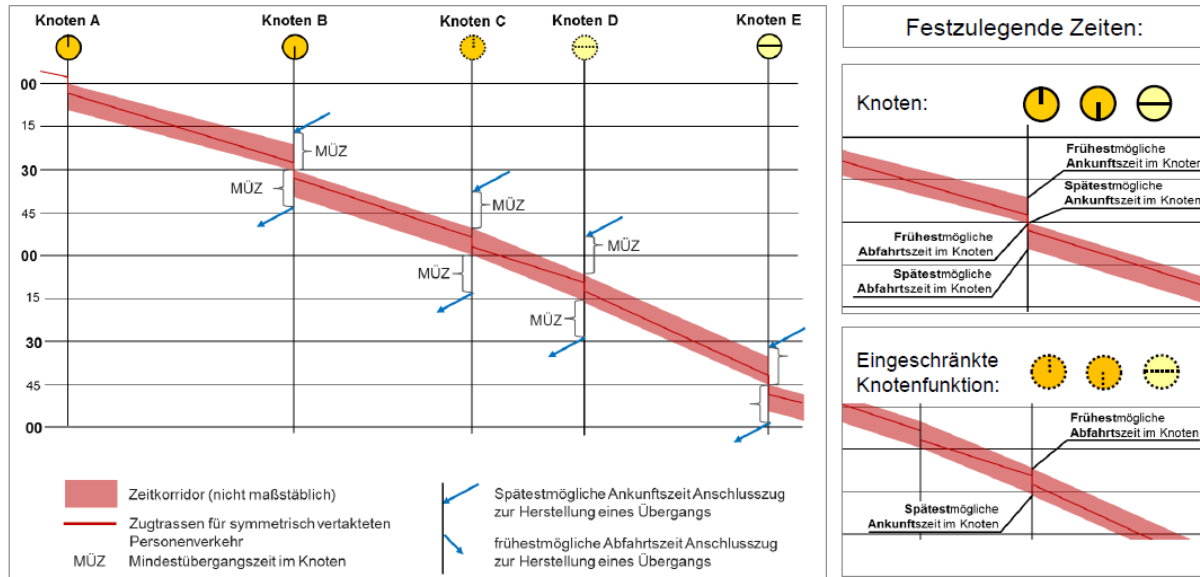 Knoten A
Knoten B
Knoten C
Knoten D
Knoten E
00
15
30
45
00
15
30
45
00
MÜZ
MÜZ
MÜZ
MÜZ
MÜZ
MÜZ
Zeitkorridor (nicht maßstäblich)
Zugtrassen für symmetrisch vertakteten
Personenverkehr
MÜZ Mindestübergangszeit im Knoten
Spätestmögliche Ankunftszeit Anschlusszug
zur Herstellung eines Übergangs
frühestmögliche Abfahrtszeit Anschlusszug
zur Herstellung eines Übergangs
Festzulegende Zeiten:
Knoten:
Frühestmögliche
Ankunftszeit im Knoten
Spätestmögliche
Ankunftszeit im Knoten
Frühestmögliche
Abfahrtszeit im Knoten
Spätestmögliche
Abfahrtszeit im Knoten
Eingeschränkte
Knotenfunktion:
Frühestmögliche
Abfahrtszeit im Knoten
Spätestmögliche
Ankunftszeit im Knoten